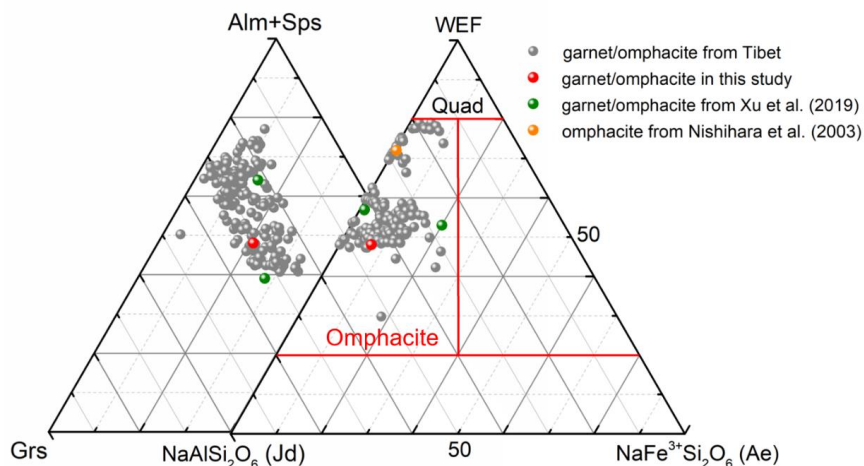 Alm+Sps
WEF
garnet/omphacite from Tibet
garnet/omphacite in this study
garnet/omphacite from Xu et al. (2019)
omphacite from Nishihara et al. (2003)
Quad
50
Omphacite
Grs
NaAlSi₂O₆ (Jd)
50
NaFe³⁺Si₂O₆ (Ae)